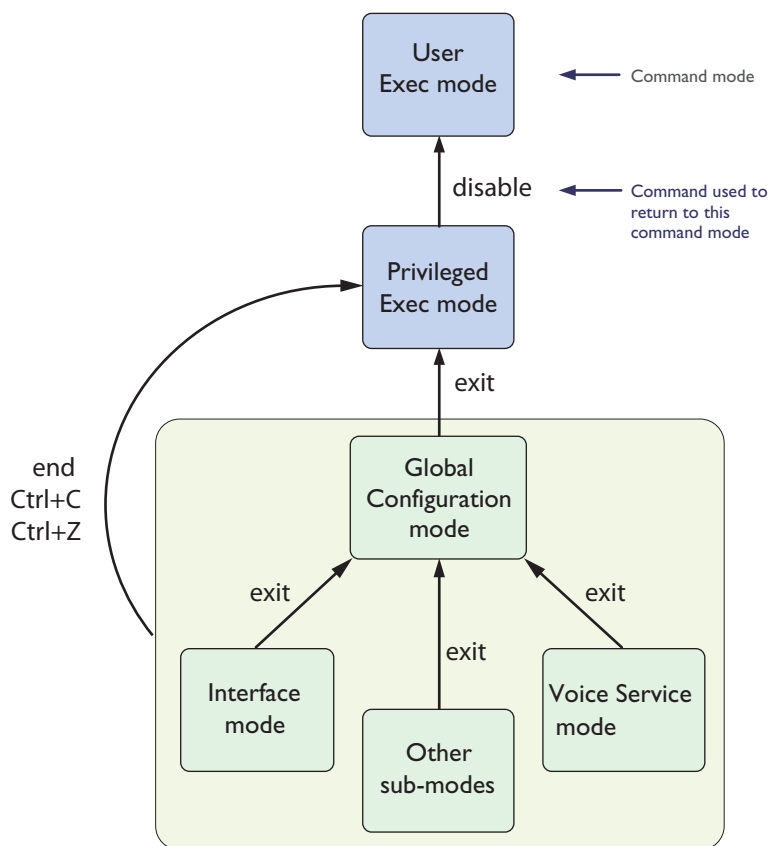 User
Exec mode
Command mode
disable
Command used to
return to this
command mode
Privileged
Exec mode
exit
end
Ctrl+C
Ctrl+Z
Global
Configuration
mode
exit
exit
exit
Interface
mode
Other
sub-modes
Voice Service
mode